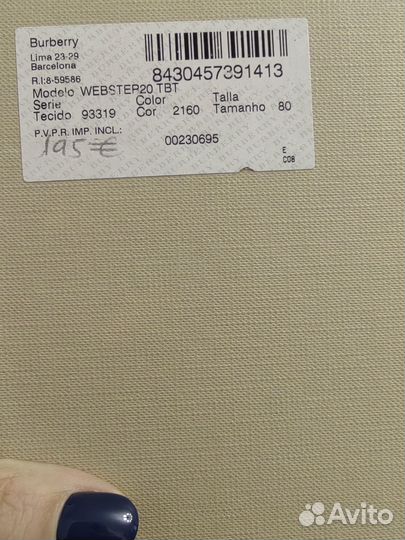 Burberry
Lima 23-29
Barcelona
R.I:8-59586
8430457391413
Modelo WEBSTER20 TBT
Serie Color Talla
Tecido 93319 Cor 2160 Tamanho 80
P.V.P.R. IMP. INCL.:
195 €
00230695
E
C08
Avito